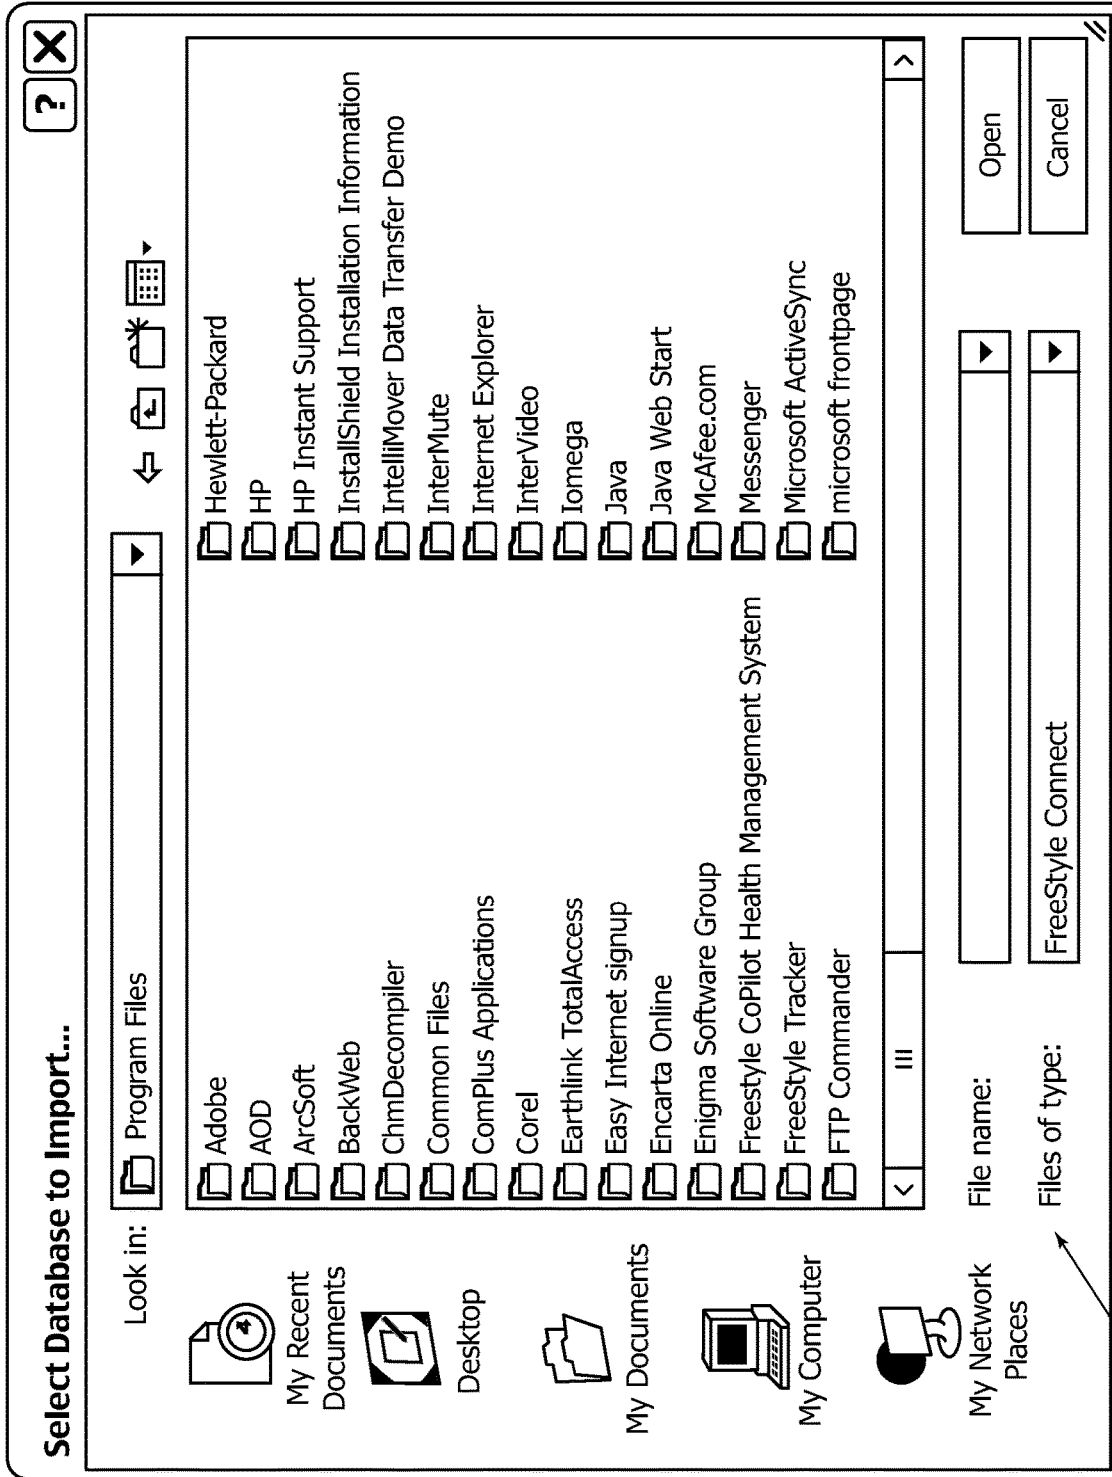 Select Database to Import...
?
X
Look in:
Program Files
My Recent
Documents
Desktop
My Documents
My Computer
My Network
Places
Adobe
AOD
ArcSoft
BackWeb
ChmDecompiler
Common Files
ComPlus Applications
Corel
Earthlink TotalAccess
Easy Internet signup
Encarta Online
Enigma Software Group
Freestyle CoPilot Health Management System
FreeStyle Tracker
FTP Commander
Hewlett-Packard
HP
HP Instant Support
InstallShield Installation Information
IntelliMover Data Transfer Demo
InterMute
Internet Explorer
InterVideo
Iomega
Java
Java Web Start
McAfee.com
Messenger
Microsoft ActiveSync
microsoft frontpage
File name:
Open
Files of type:
FreeStyle Connect
Cancel